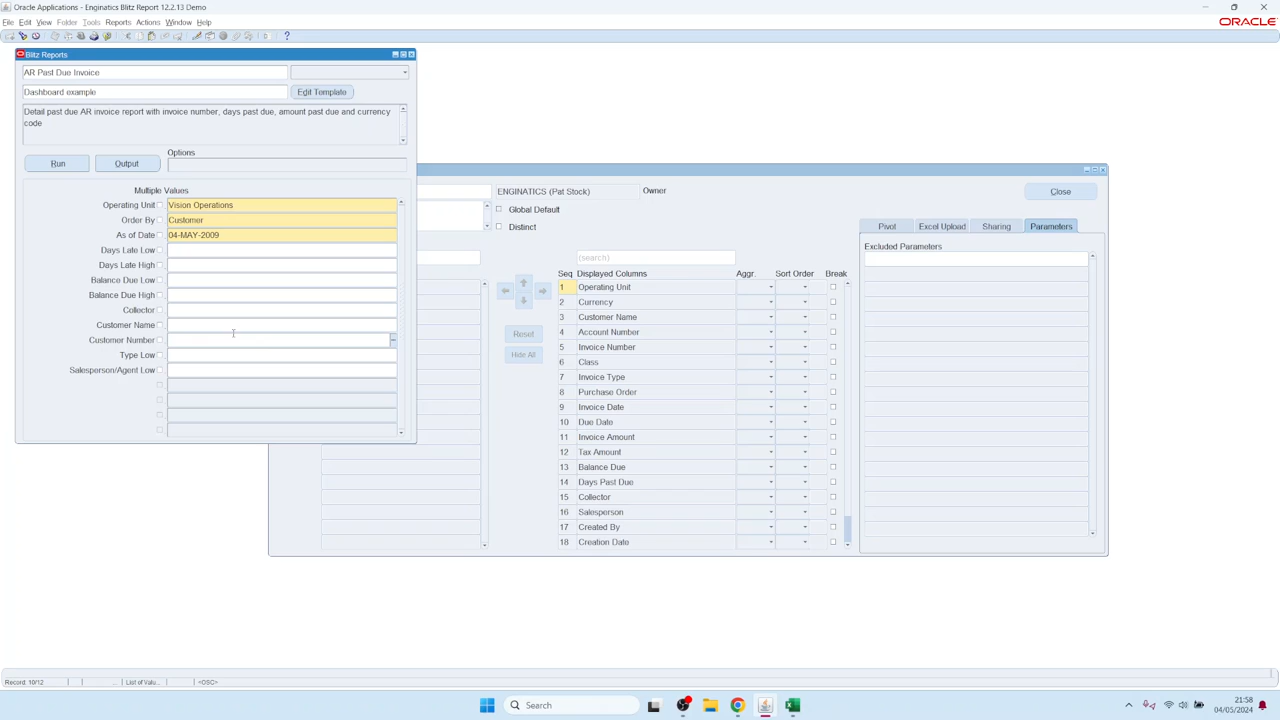 Oracle Applications - Enginatics Blitz Report 12.2.13 Demo
File Edit View Folder Tools Reports Actions Window Help
ORACLE
Blitz Reports
AR Past Due Invoice
Dashboard example
Edit Template
Detail past due AR invoice report with invoice number, days past due, amount past due and currency
code
Options
Run
Output
Multiple Values
Operating Unit Vision Operations
Order By Customer
As of Date 04-MAY-2009
Days Late Low
Days Late High
Balance Due Low
Balance Due High
Collector
Customer Name
Customer Number
Type Low
Salesperson/Agent Low
ENGINATICS (Pat Stock)
Owner
Close
Global Default
Distinct
Pivot
Excel Upload
Sharing
Parameters
Excluded Parameters
(search)
Seq Displayed Columns Aggr. Sort Order Break
1 Operating Unit
2 Currency
3 Customer Name
4 Account Number
5 Invoice Number
6 Class
7 Invoice Type
8 Purchase Order
9 Invoice Date
10 Due Date
11 Invoice Amount
12 Tax Amount
13 Balance Due
14 Days Past Due
15 Collector
16 Salesperson
17 Created By
18 Creation Date
Reset
Hide All
Record: 10/12
...
List of Valu...
<OSC>
Search
21:58
04/05/2024